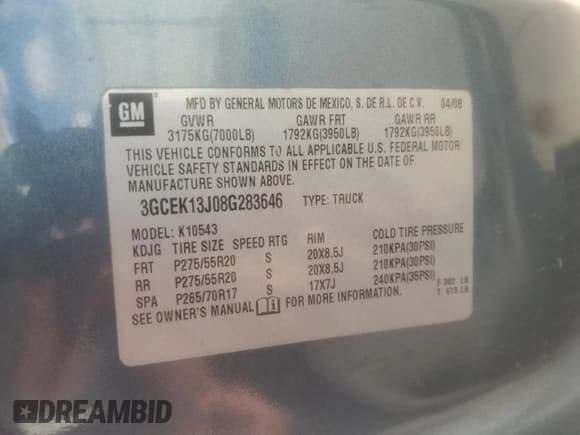 GM
MFD BY GENERAL MOTORS DE MEXICO, S. DE R.L. DE C.V. 04/08
GVWR GAWR FRT GAWR RR
3175KG(7000LB) 1792KG(3950LB) 1792KG(3950LB)
THIS VEHICLE CONFORMS TO ALL APPLICABLE U.S. FEDERAL MOTOR
VEHICLE SAFETY STANDARDS IN EFFECT ON THE DATE OF
MANUFACTURE SHOWN ABOVE.
3GCEK13J08G283646 TYPE: TRUCK
MODEL: K10543
KDJG TIRE SIZE SPEED RTG RIM COLD TIRE PRESSURE
FRT P275/55R20 S 20X8.5J 210KPA(30PSI)
RR P275/55R20 S 20X8.5J 210KPA(30PSI)
SPA P265/70R17 S 17X7J 240KPA(35PSI)
F 302 LB
SEE OWNER'S MANUAL FOR MORE INFORMATION. T 615 LB
DREAMBID